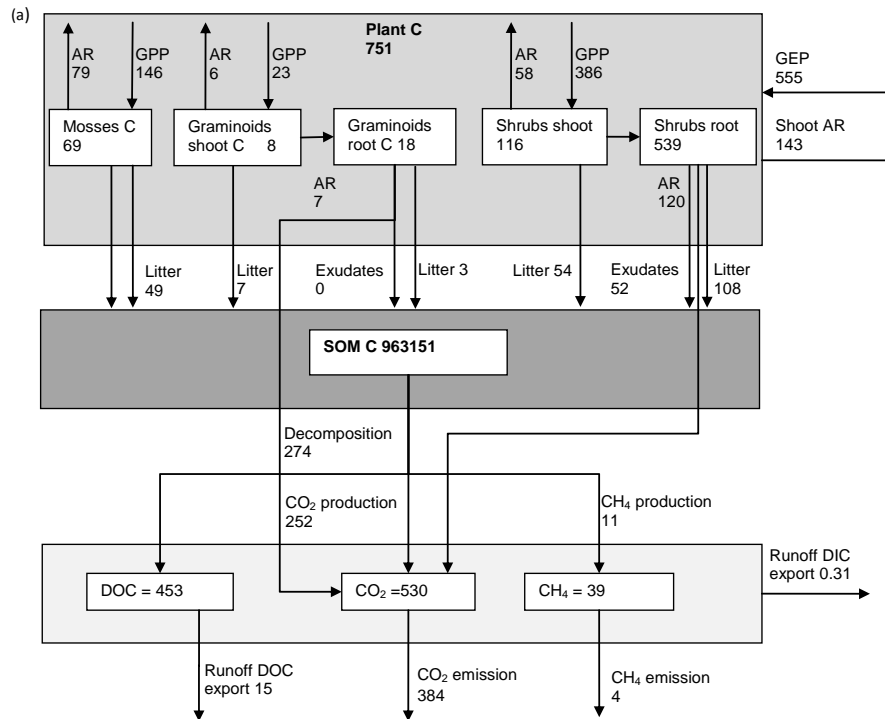 (a)
Plant C
751
AR
79
GPP
146
AR
6
GPP
23
AR
58
GPP
386
GEP
555
Mosses C
69
Graminoids
shoot C 8
Graminoids
root C 18
Shrubs shoot
116
Shrubs root
539
Shoot AR
143
AR
7
AR
120
Litter
49
Litter
7
Exudates
0
Litter 3
Litter 54
Exudates
52
Litter
108
SOM C 963151
Decomposition
274
CO₂ production
252
CH₄ production
11
Runoff DIC
export 0.31
DOC = 453
CO₂ =530
CH₄ = 39
Runoff DOC
export 15
CO₂ emission
384
CH₄ emission
4